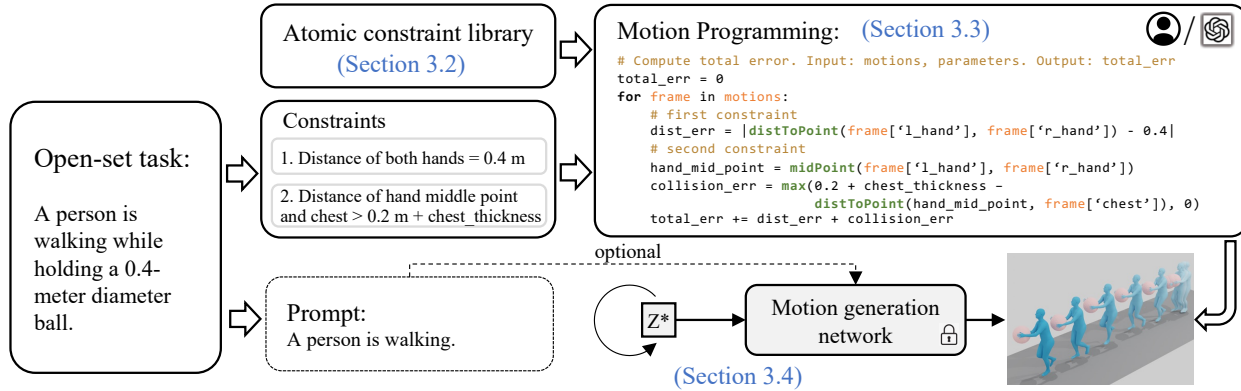 Atomic constraint library
(Section 3.2)
Motion Programming: (Section 3.3)
/
# Compute total error. Input: motions, parameters. Output: total_err
total_err = 0
for frame in motions:
# first constraint
dist_err = |distToPoint(frame[‘l_hand’], frame[‘r_hand’]) - 0.4|
# second constraint
hand_mid_point = midPoint(frame[‘l_hand’], frame[‘r_hand’])
collision_err = max(0.2 + chest_thickness -
distToPoint(hand_mid_point, frame[‘chest’]), 0)
total_err += dist_err + collision_err
Constraints
1. Distance of both hands = 0.4 m
2. Distance of hand middle point
and chest > 0.2 m + chest_thickness
Open-set task:
A person is
walking while
holding a 0.4-
meter diameter
ball.
Prompt:
A person is walking.
optional
Z*
Motion generation
network
(Section 3.4)